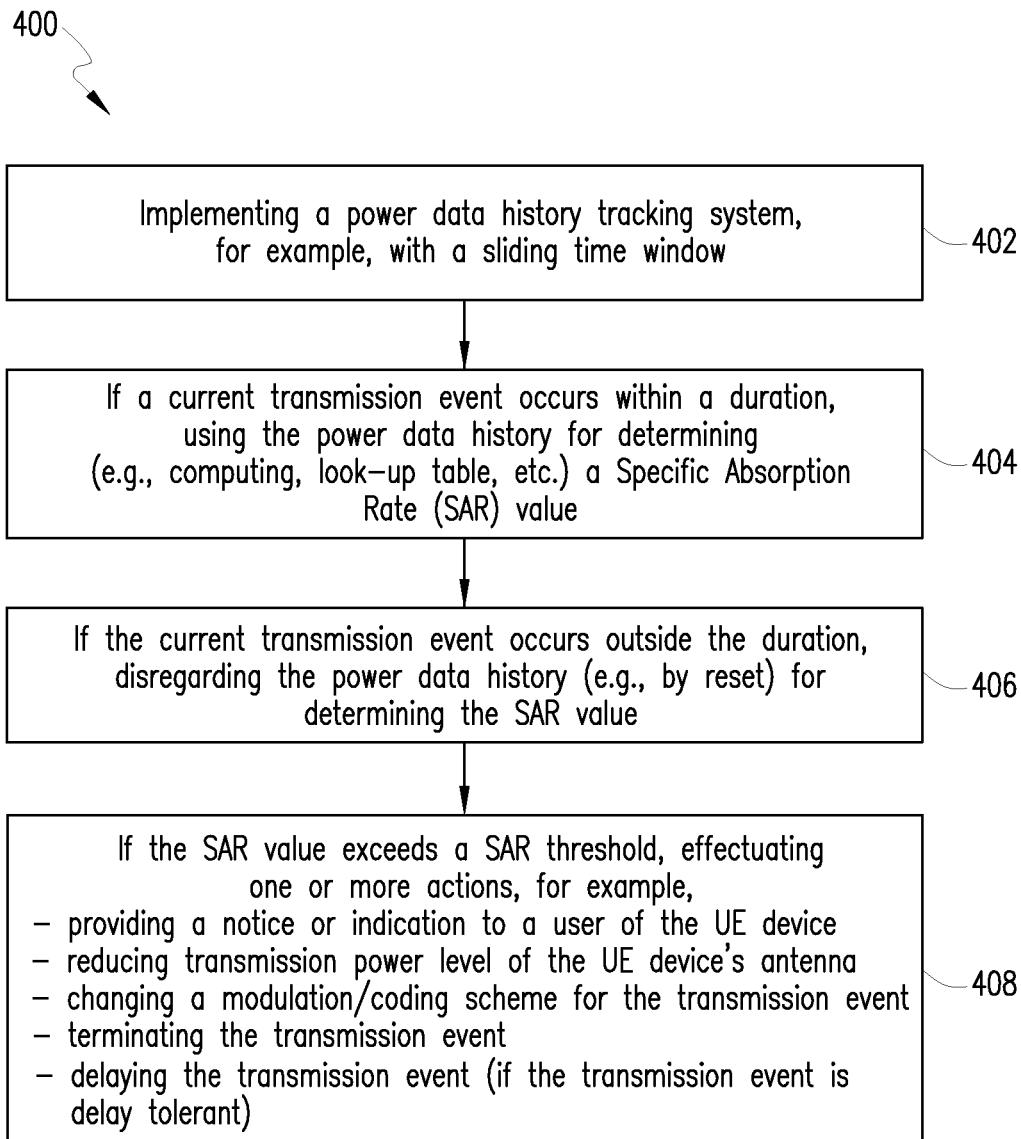 400
Implementing a power data history tracking system,
for example, with a sliding time window
402
If a current transmission event occurs within a duration,
using the power data history for determining
(e.g., computing, look-up table, etc.) a Specific Absorption
Rate (SAR) value
404
If the current transmission event occurs outside the duration,
disregarding the power data history (e.g., by reset) for
determining the SAR value
406
If the SAR value exceeds a SAR threshold, effectuating
one or more actions, for example,
– providing a notice or indication to a user of the UE device
– reducing transmission power level of the UE device's antenna
– changing a modulation/coding scheme for the transmission event
– terminating the transmission event
– delaying the transmission event (if the transmission event is
delay tolerant)
408